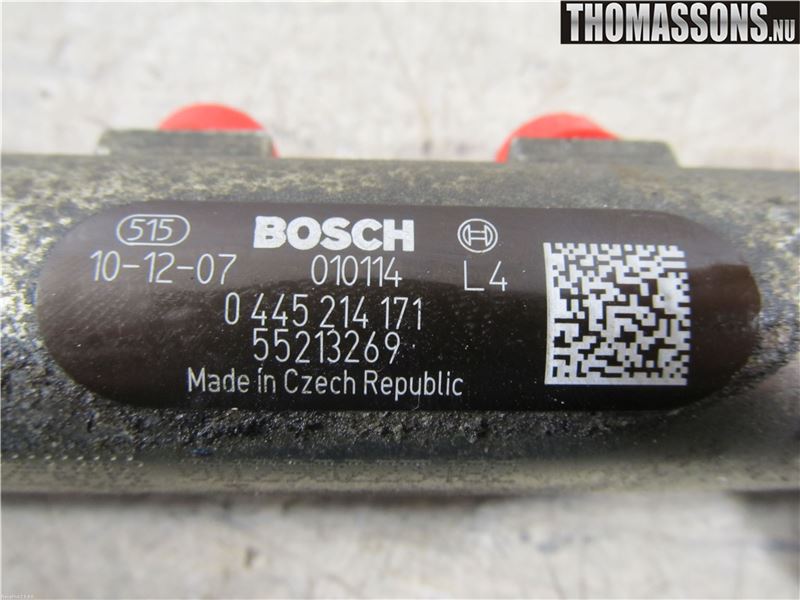 THOMASSONS.NU
515 BOSCH
10-12-07 010114 L4
0 445 214 171
55213269
Made in Czech Republic